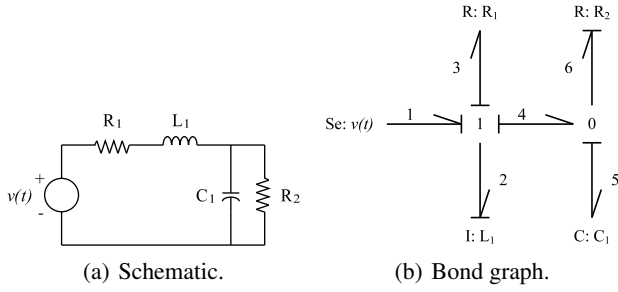 R₁ L₁
+
v(t)
-
C₁ R₂
(a) Schematic.
R: R₁ R: R₂
3 6
Se: v(t) 1 1 4 0
2 5
I: L₁ C: C₁
(b) Bond graph.